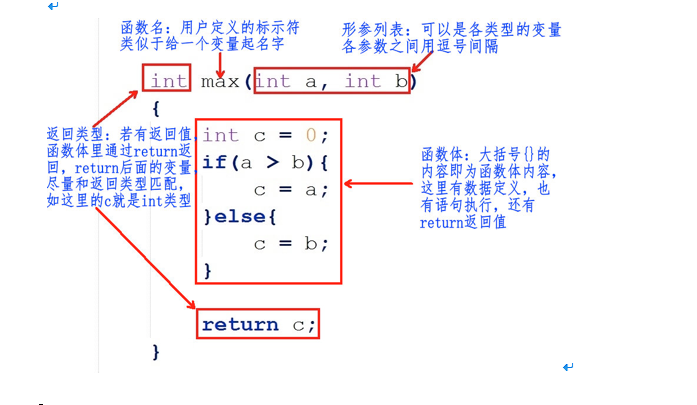 函数名：用户定义的标示符
类似于给一个变量起名字
形参列表：可以是各类型的变量
各参数之间用逗号间隔
int max(int a, int b)
{
返回类型：若有返回值，
函数体里通过return返
回，return后面的变量，
尽量和返回类型匹配，
如这里的c就是int类型
int c = 0;
if(a > b){
c = a;
}else{
c = b;
}
return c;
}
函数体：大括号{}的
内容即为函数体内容，
这里有数据定义，也
有语句执行，还有
return返回值